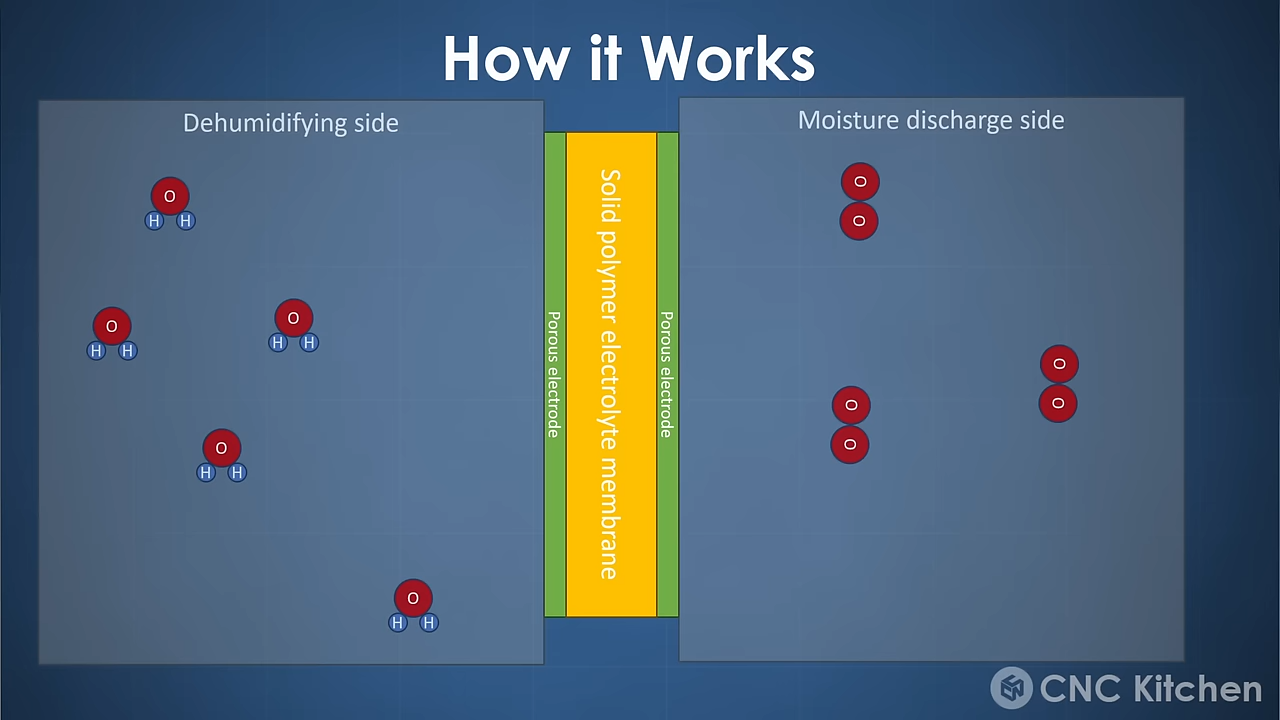 How it Works
Dehumidifying side
O
H H
O
H H
O
H H
O
H H
O
H H
Porous electrode
Solid polymer electrolyte membrane
Porous electrode
Moisture discharge side
O
O
O
O
O
O
CNC Kitchen